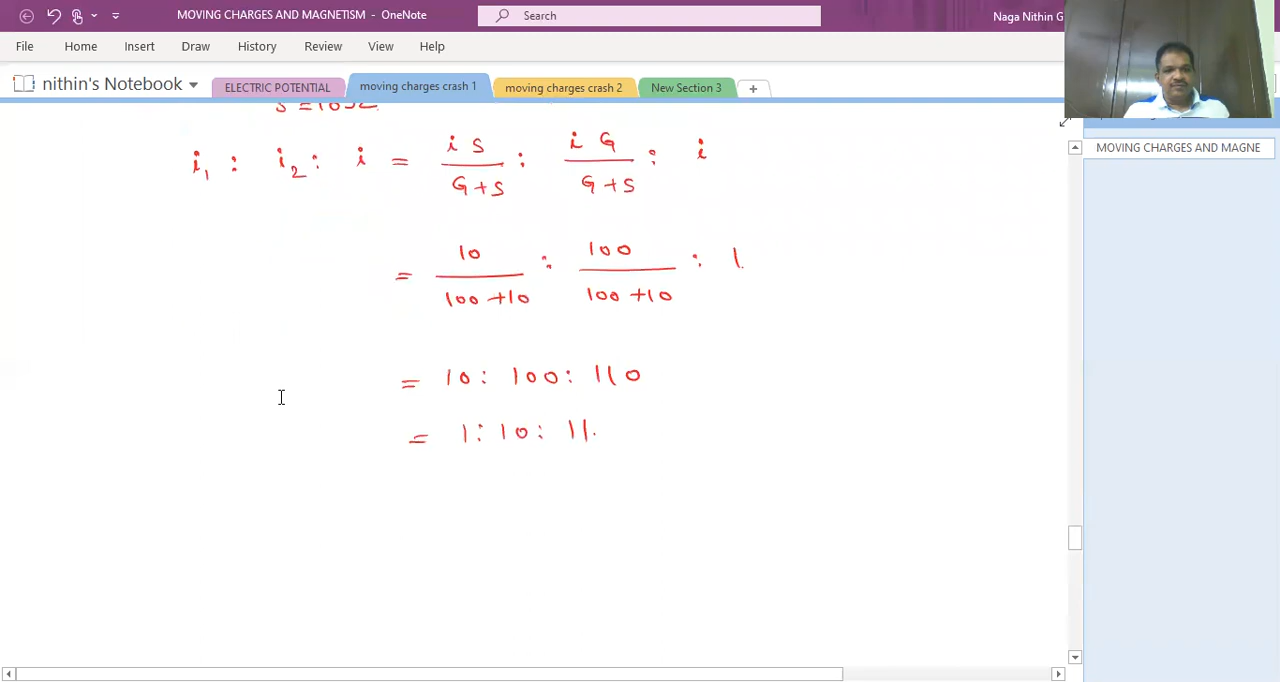 MOVING CHARGES AND MAGNETISM - OneNote
Search
Naga Nithin G
File Home Insert Draw History Review View Help
nithin's Notebook
ELECTRIC POTENTIAL
moving charges crash 1
moving charges crash 2
New Section 3
MOVING CHARGES AND MAGNE
i₁ : i₂ : i = i S / G + S : i G / G + S : i
= 10 / 100 + 10 : 100 / 100 + 10 : 1
= 10 : 100 : 110
= 1 : 10 : 11.